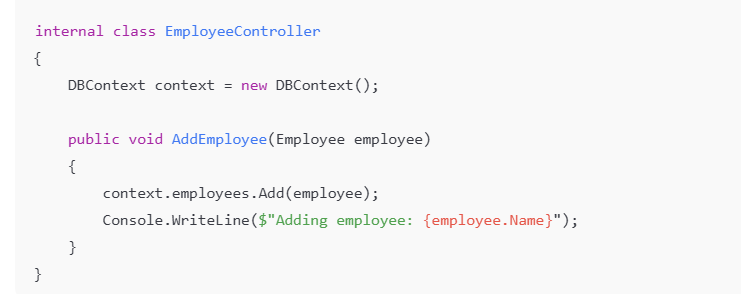 internal class EmployeeController
{
    DBContext context = new DBContext();

    public void AddEmployee(Employee employee)
    {
        context.employees.Add(employee);
        Console.WriteLine($"Adding employee: {employee.Name}");
    }
}